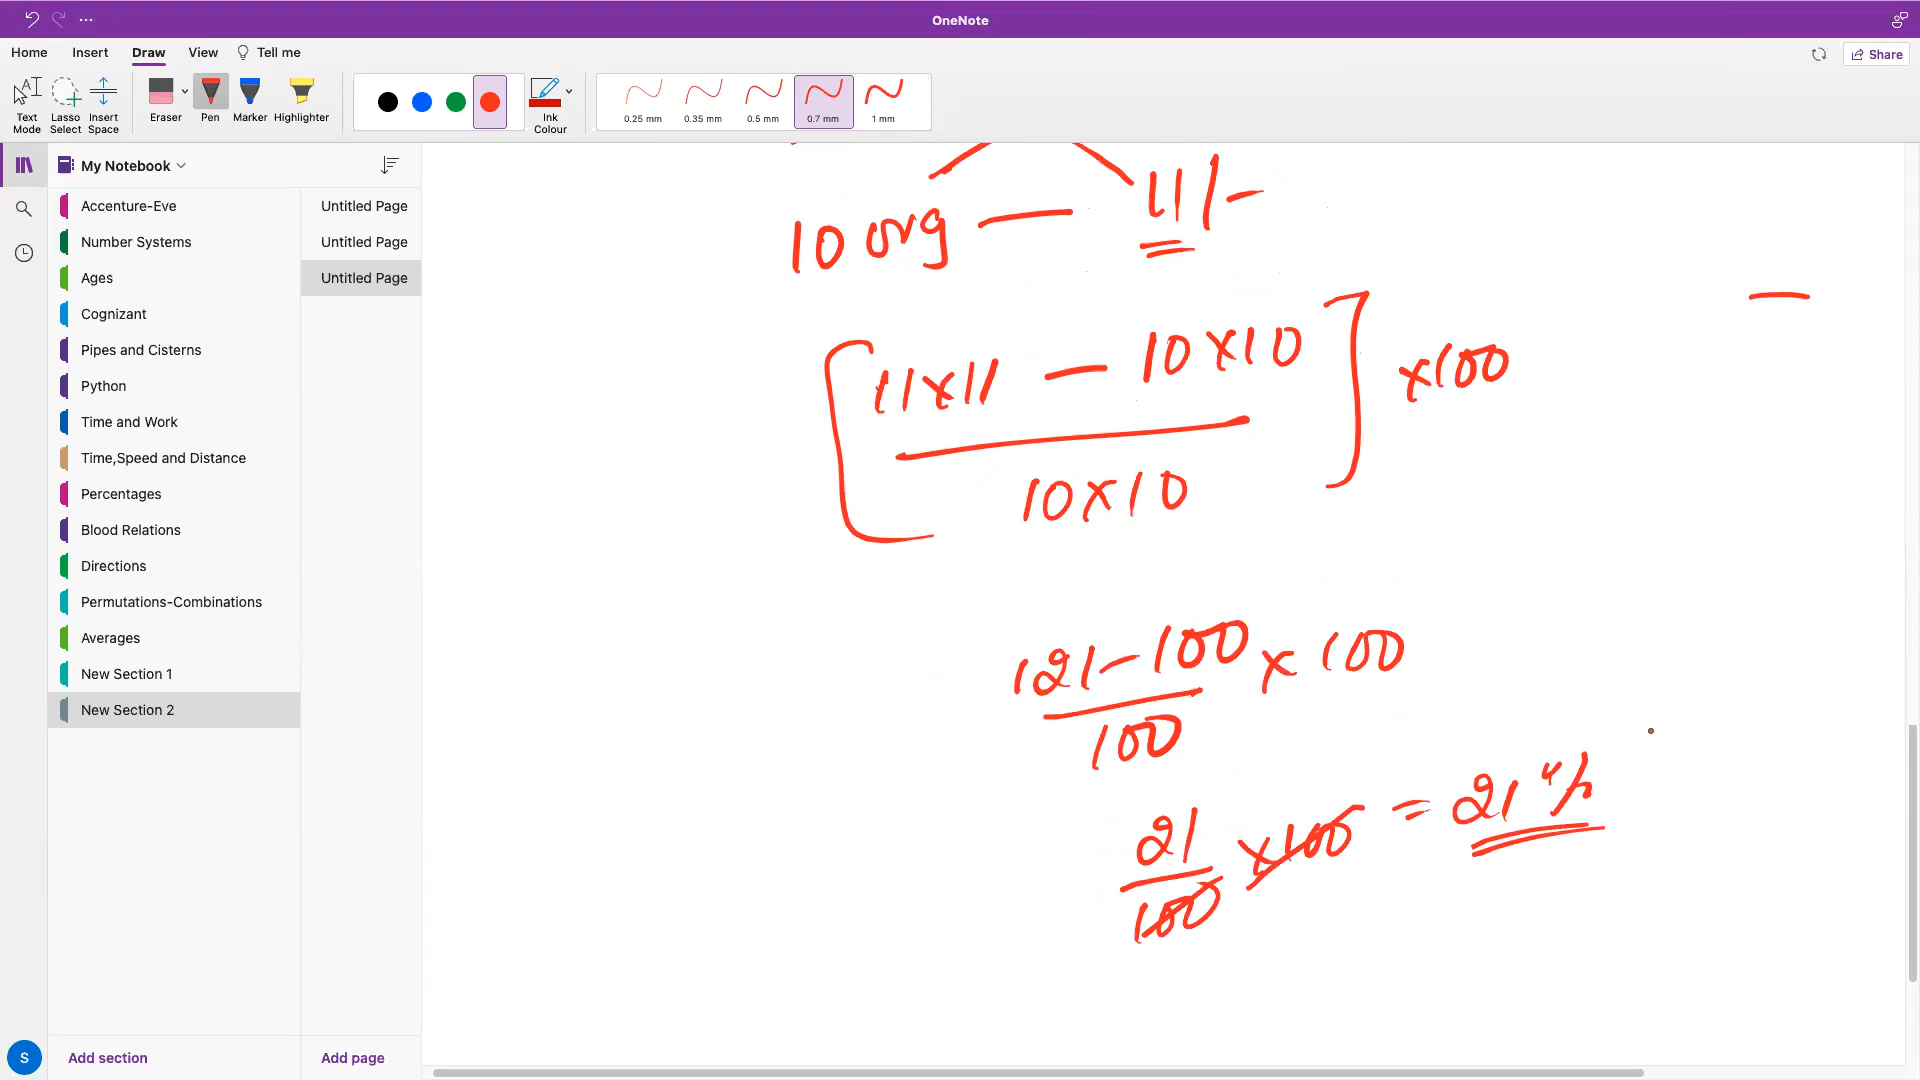 OneNote
Home Insert Draw View Tell me
Share
Text Mode
Lasso Select
Insert Space
Eraser
Pen
Marker
Highlighter
Ink Colour
0.25 mm
0.35 mm
0.5 mm
0.7 mm
1 mm
My Notebook
Accenture-Eve
Number Systems
Ages
Cognizant
Pipes and Cisterns
Python
Time and Work
Time,Speed and Distance
Percentages
Blood Relations
Directions
Permutations-Combinations
Averages
New Section 1
New Section 2
Untitled Page
Untitled Page
Untitled Page
10 org — 11/-
[11x11 — 10x10] x100
10x10
121-100 x 100
100
21 x100 = 21%
100
S
Add section
Add page